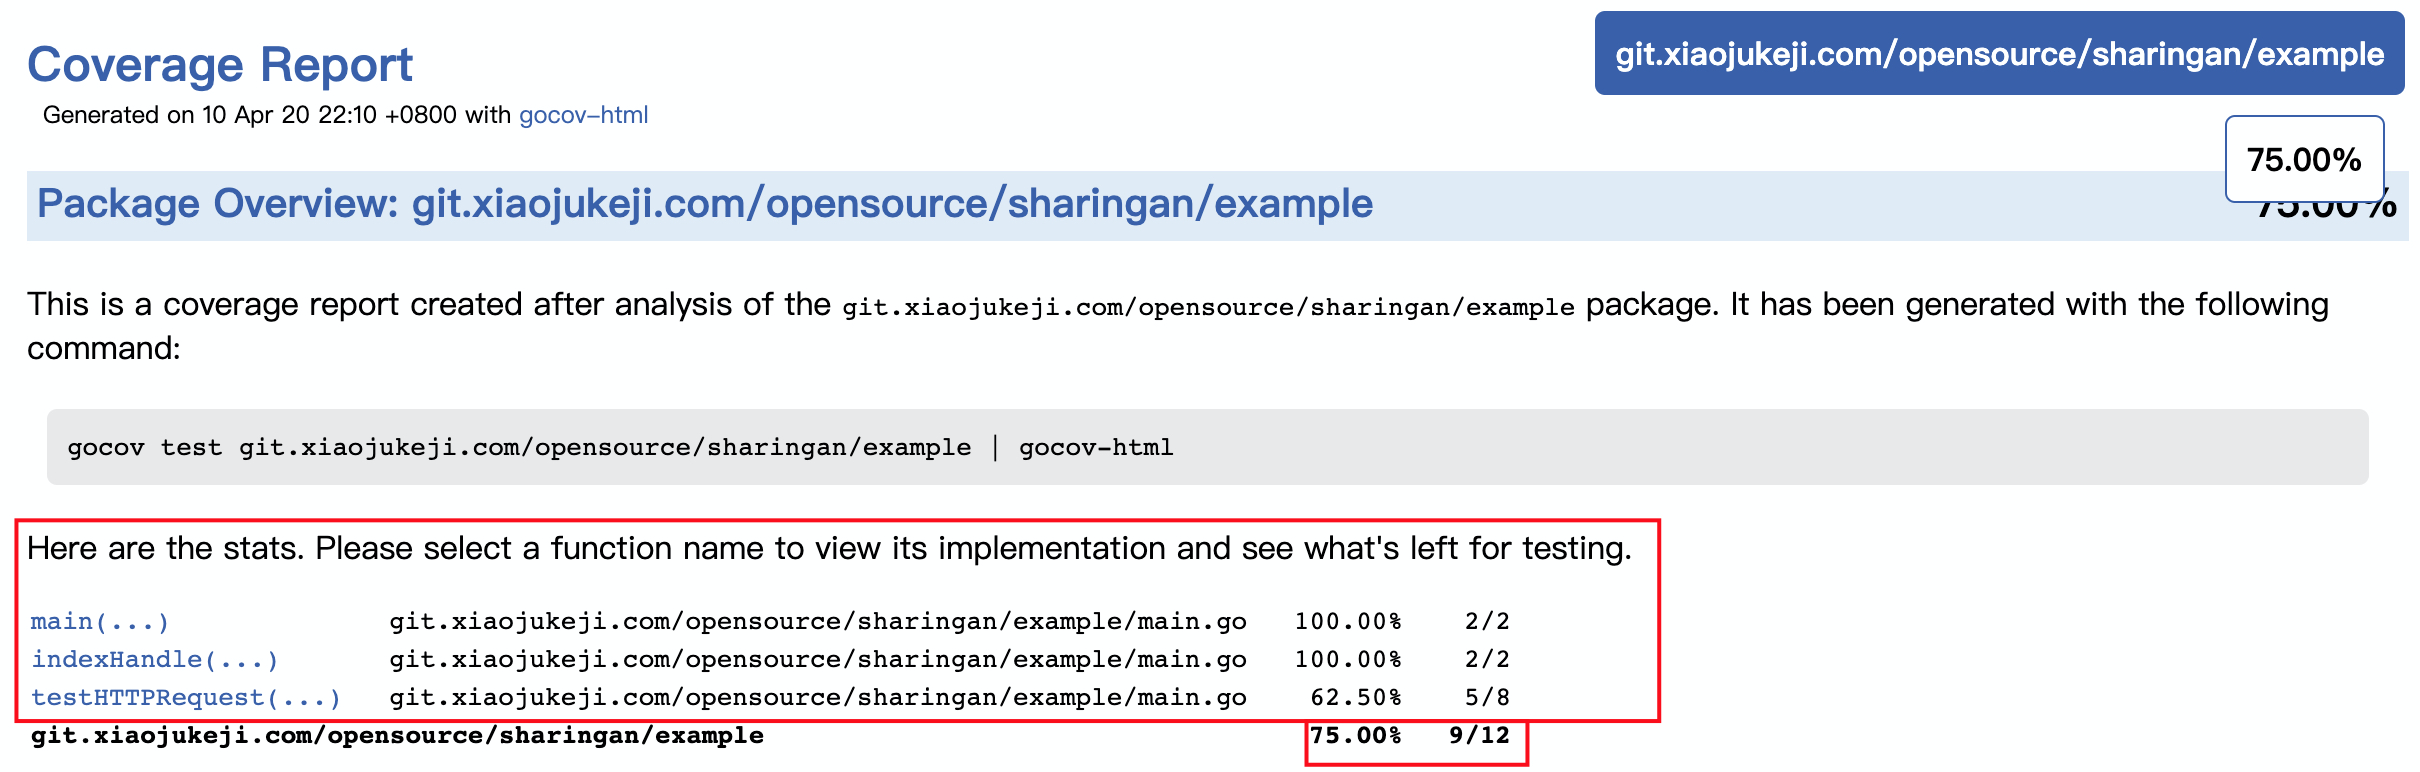 git.xiaojukeji.com/opensource/sharingan/example
Coverage Report
Generated on 10 Apr 20 22:10 +0800 with gocov-html
75.00%
Package Overview: git.xiaojukeji.com/opensource/sharingan/example 75.00%
This is a coverage report created after analysis of the git.xiaojukeji.com/opensource/sharingan/example package. It has been generated with the following
command:
gocov test git.xiaojukeji.com/opensource/sharingan/example | gocov-html
Here are the stats. Please select a function name to view its implementation and see what's left for testing.
main(...) git.xiaojukeji.com/opensource/sharingan/example/main.go 100.00% 2/2
indexHandle(...) git.xiaojukeji.com/opensource/sharingan/example/main.go 100.00% 2/2
testHTTPRequest(...) git.xiaojukeji.com/opensource/sharingan/example/main.go 62.50% 5/8
git.xiaojukeji.com/opensource/sharingan/example 75.00% 9/12